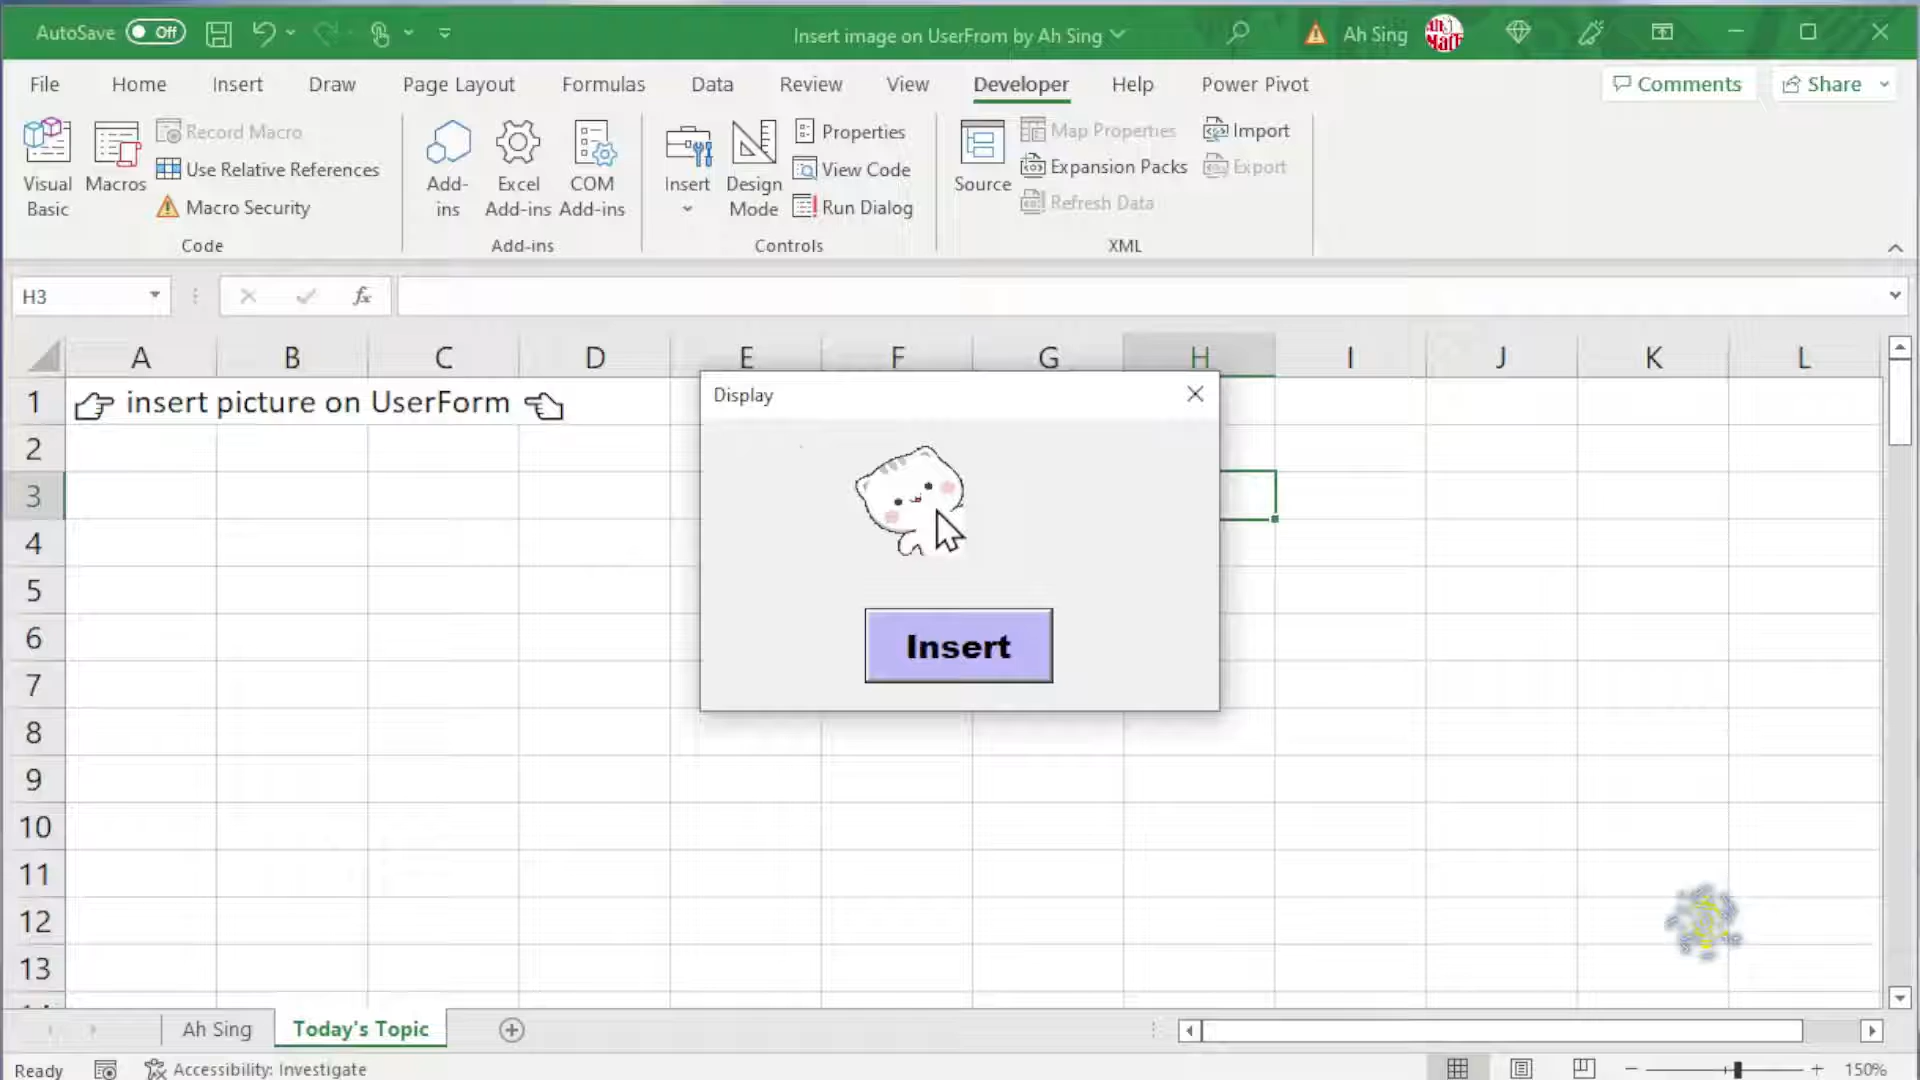 AutoSave Off Insert image on UserFrom by Ah Sing Ah Sing
File Home Insert Draw Page Layout Formulas Data Review View Developer Help Power Pivot Comments Share
Visual Basic
Macros
Record Macro
Use Relative References
Macro Security
Code
Add-ins
Excel Add-ins
COM Add-ins
Add-ins
Insert
Design Mode
Properties
View Code
Run Dialog
Controls
Source
Map Properties
Expansion Packs
Refresh Data
Import
Export
XML
H3 fx
A B C D E F G H I J K L
1 insert picture on UserForm
2
3
4
5
6
7
8
9
10
11
12
13
Display
Insert
Ah Sing Today's Topic
Ready Accessibility: Investigate 150%